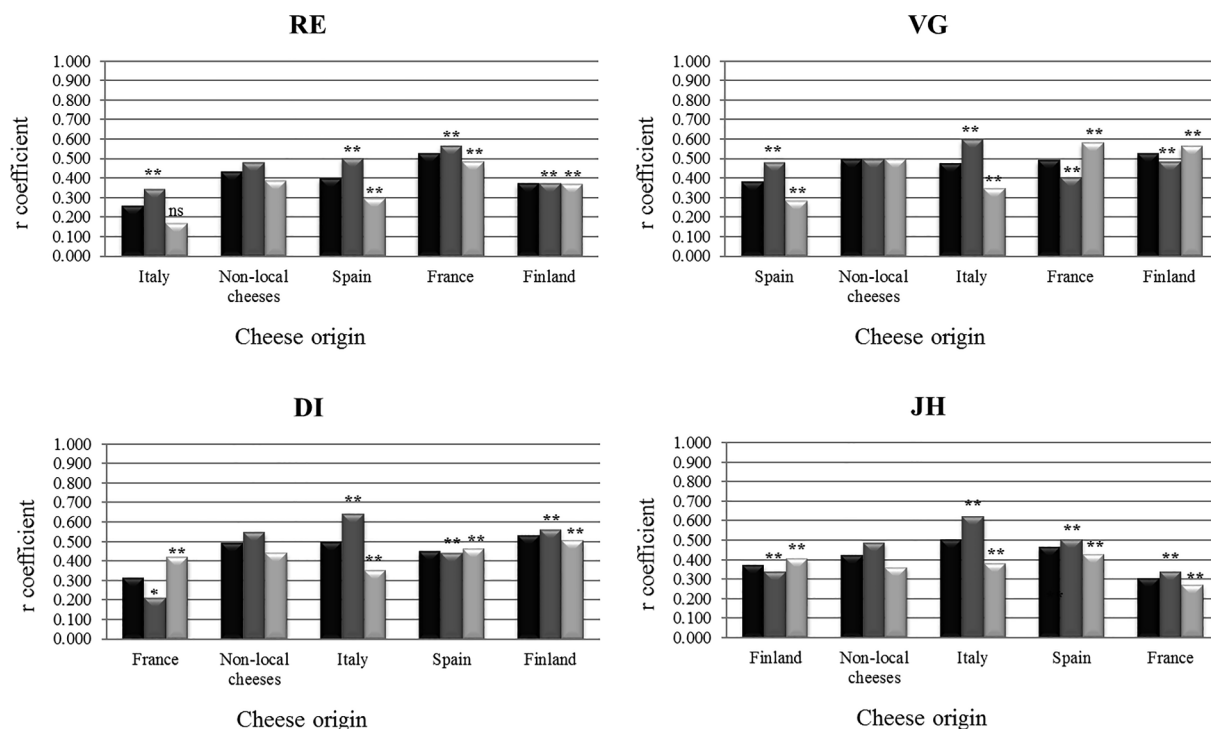 RE
1.000
0.900
0.800
0.700
0.600
0.500
0.400
0.300
0.200
0.100
0.000
r coefficient
** ns ** ** ** ** ** **
Italy Non-local cheeses Spain France Finland
Cheese origin
VG
1.000
0.900
0.800
0.700
0.600
0.500
0.400
0.300
0.200
0.100
0.000
r coefficient
** ** ** ** ** ** ** **
Spain Non-local cheeses Italy France Finland
Cheese origin
DI
1.000
0.900
0.800
0.700
0.600
0.500
0.400
0.300
0.200
0.100
0.000
r coefficient
* ** ** ** ** ** ** **
France Non-local cheeses Italy Spain Finland
Cheese origin
JH
1.000
0.900
0.800
0.700
0.600
0.500
0.400
0.300
0.200
0.100
0.000
r coefficient
** ** ** ** ** ** ** **
Finland Non-local cheeses Italy Spain France
Cheese origin